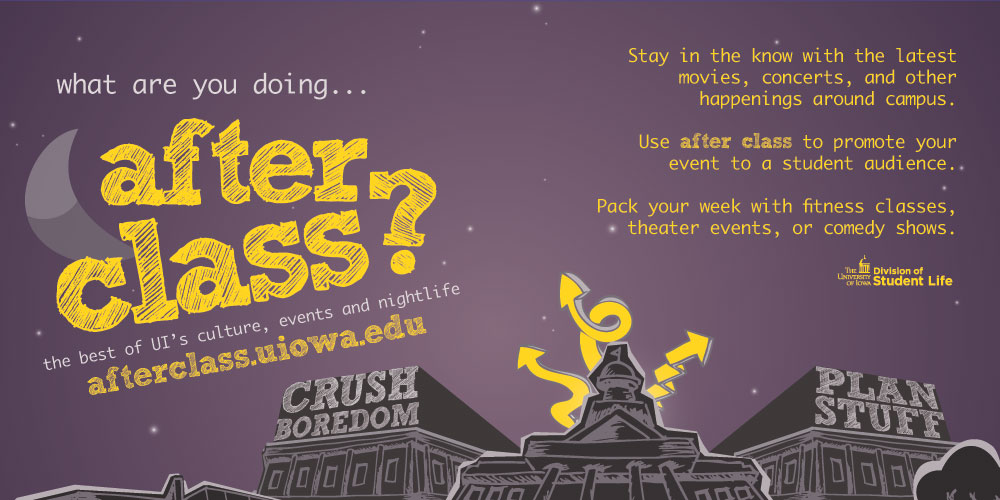 what are you doing...
after
class?
the best of UI's culture, events and nightlife
afterclass.uiowa.edu
Stay in the know with the latest
movies, concerts, and other
happenings around campus.
Use after class to promote your
event to a student audience.
Pack your week with fitness classes,
theater events, or comedy shows.
THE
UNIVERSITY
OF IOWA
Division of
Student Life
CRUSH
BOREDOM
PLAN
STUFF